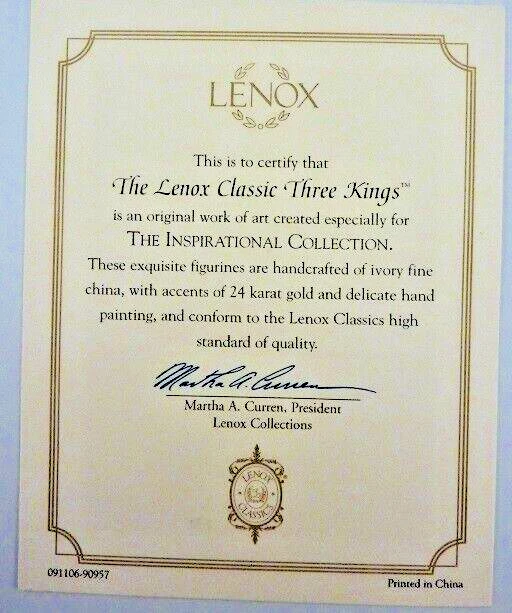 LENOX
This is to certify that
The Lenox Classic Three Kings™
is an original work of art created especially for
THE INSPIRATIONAL COLLECTION.
These exquisite figurines are handcrafted of ivory fine
china, with accents of 24 karat gold and delicate hand
painting, and conform to the Lenox Classics high
standard of quality.
Martha A. Curren
Martha A. Curren, President
Lenox Collections
LENOX
CLASSICS
091106-90957
Printed in China